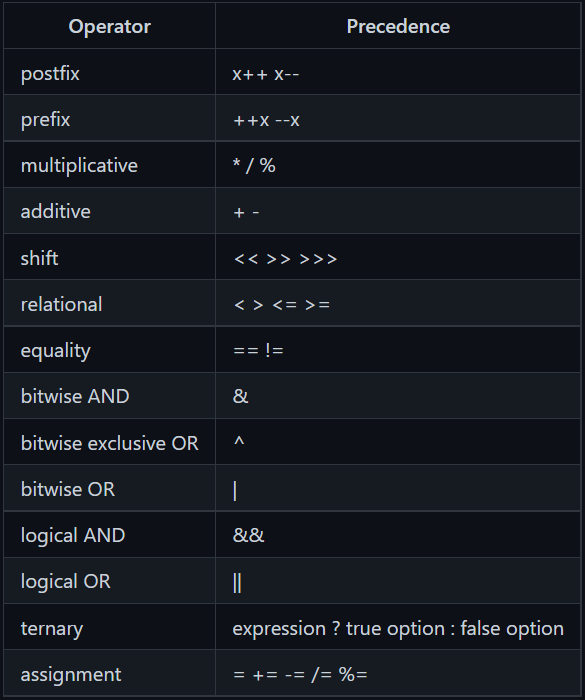 Operator Precedence
postfix x++ x--
prefix ++x --x
multiplicative * / %
additive + -
shift << >> >>>
relational < > <= >=
equality == !=
bitwise AND &
bitwise exclusive OR ^
bitwise OR |
logical AND &&
logical OR ||
ternary expression ? true option : false option
assignment = += -= /= %=